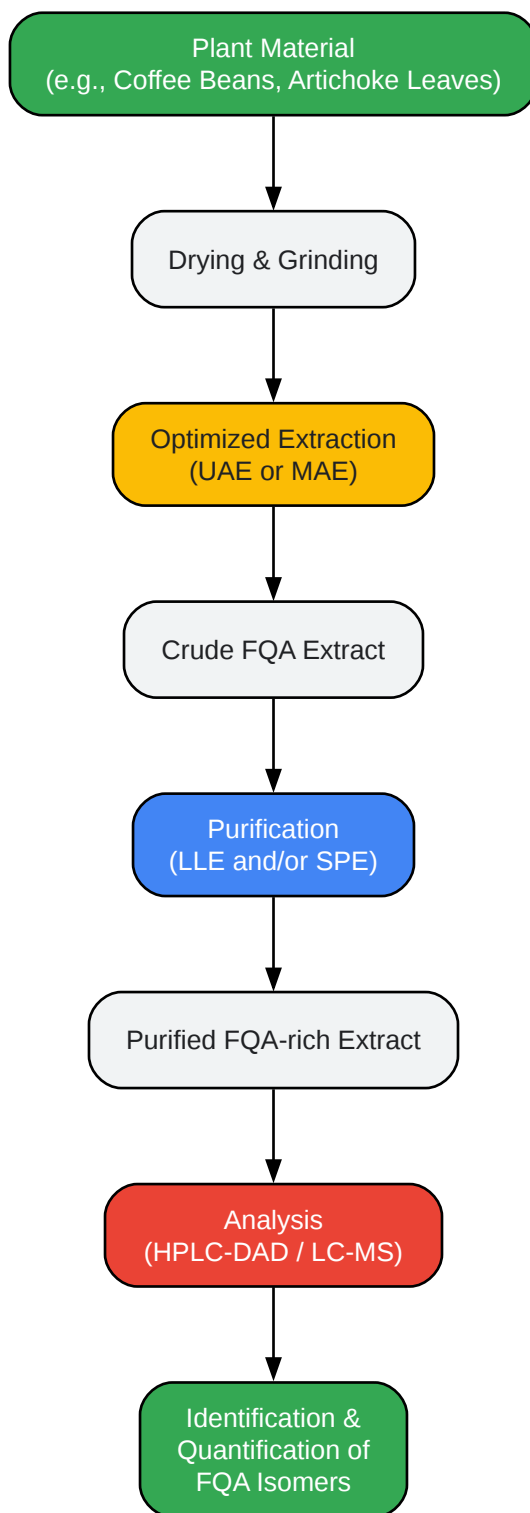 Plant Material
(e.g., Coffee Beans, Artichoke Leaves)
Drying & Grinding
Optimized Extraction
(UAE or MAE)
Crude FQA Extract
Purification
(LLE and/or SPE)
Purified FQA-rich Extract
Analysis
(HPLC-DAD / LC-MS)
Identification &
Quantification of
FQA Isomers